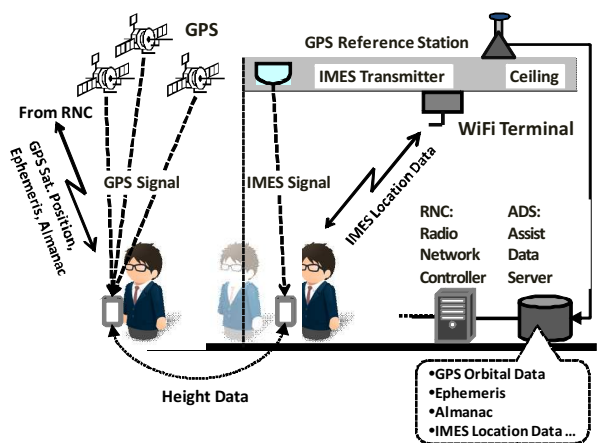 GPS
GPS Reference Station
IMES Transmitter
Ceiling
From RNC
WiFi Terminal
GPS Sat. Position,
Ephemeris, Almanac
GPS Signal
IMES Signal
IMES Location Data
RNC:
Radio
Network
Controller
ADS:
Assist
Data
Server
Height Data
•GPS Orbital Data
•Ephemeris
•Almanac
•IMES Location Data ...